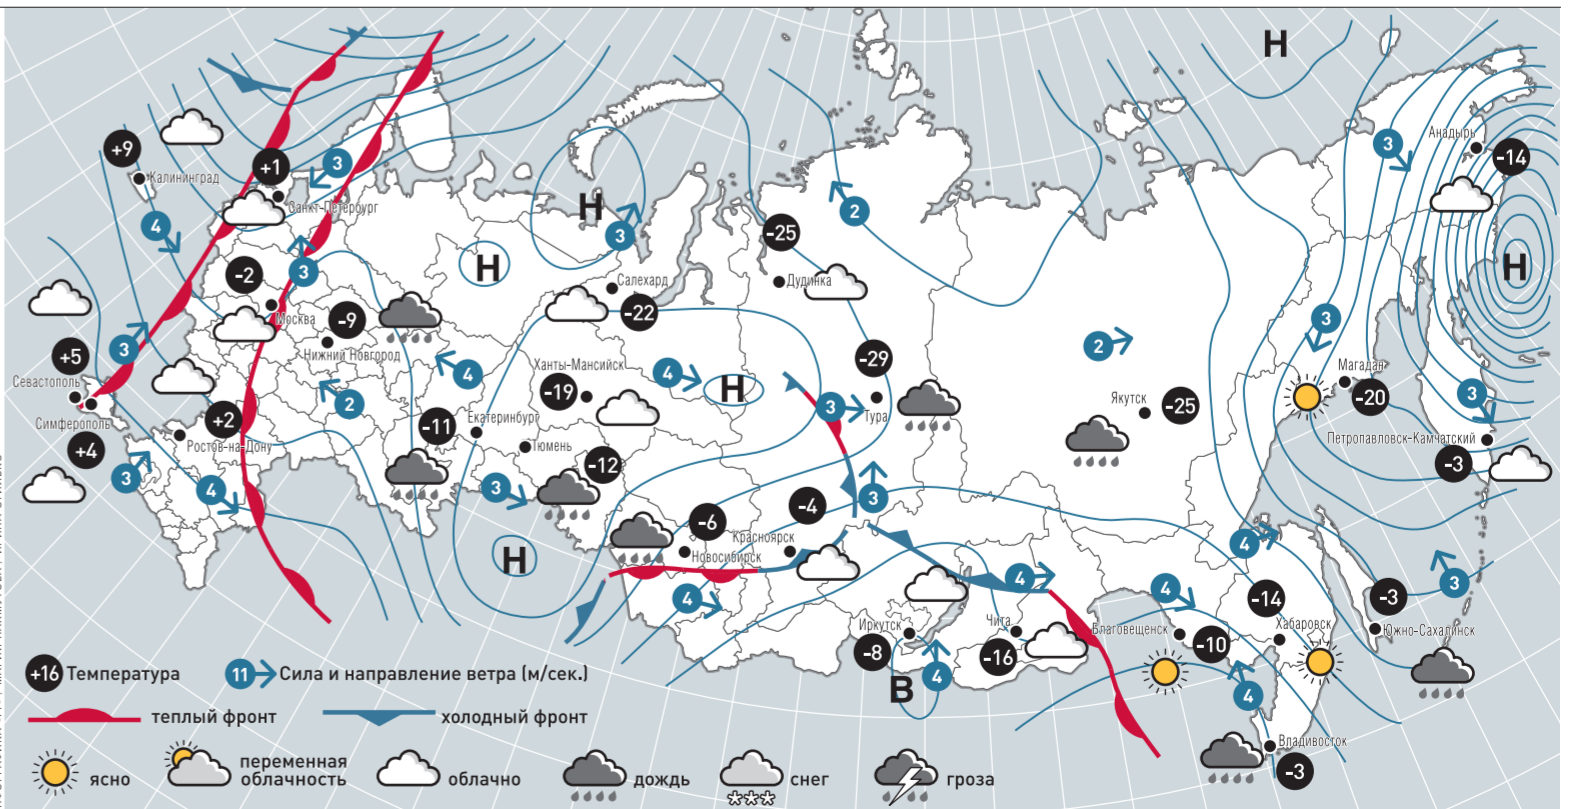 Н
Анадырь
-14
3
+9
Калининград
+1
3
Санкт-Петербург
4
Н
3
-25
2
Дудинка
Н
-2
3
Москва
-9
Нижний Новгород
Салехард
-22
Н
3
+5
Севастополь
3
Симферополь
+4
4
2
Ханты-Мансийск
-19
4
Н
-29
3
Тура
2
Якутск
-25
3
Магадан
-20
3
Петропавловск-Камчатский
-3
+2
Ростов-на-Дону
3
4
-11
Екатеринбург
Тюмень
-12
3
Н
-6
Новосибирск
-4
Красноярск
3
4
4
Иркутск
-8
В
4
Чита
-16
4
4
Благовещенск
-10
-14
Хабаровск
4
-3
Южно-Сахалинск
3
Владивосток
-3
+16 Температура
11 Сила и направление ветра (м/сек.)
теплый фронт
холодный фронт
ясно
переменная
облачность
облачно
дождь
снег
гроза